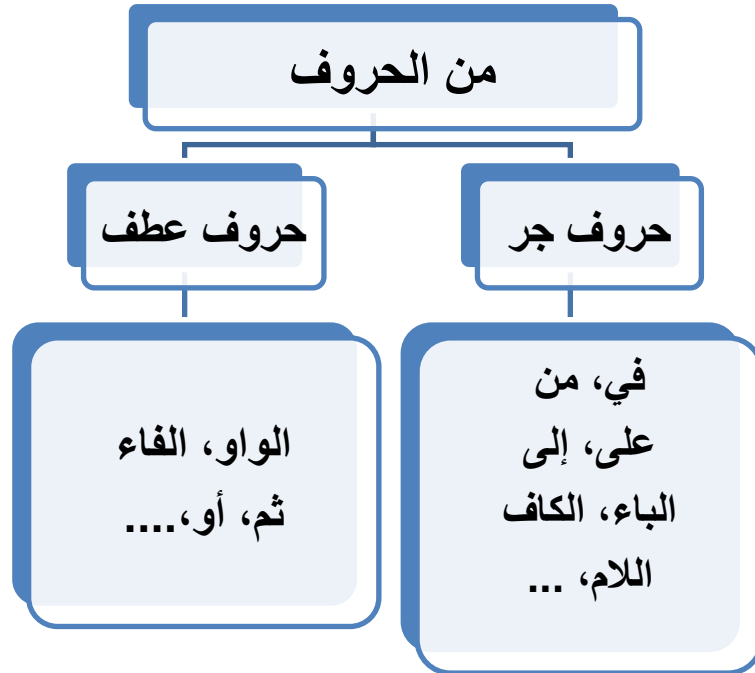 من الحروف
حروف جر
حروف عطف
في، من
على، إلى
الباء، الكاف
اللام، ...
الواو، الفاء
ثم، أو،....